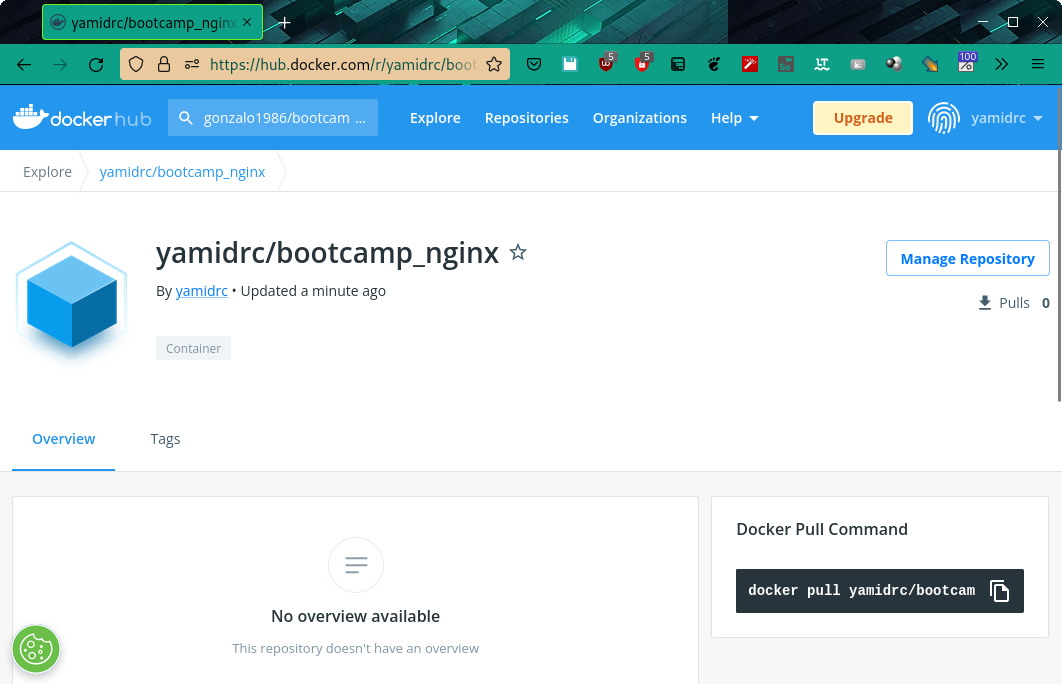 yamidrc/bootcamp_nginx
https://hub.docker.com/r/yamidrc/boot
5
5
100
docker hub
gonzalo1986/bootcam ...
Explore
Repositories
Organizations
Help
Upgrade
yamidrc
Explore
yamidrc/bootcamp_nginx
yamidrc/bootcamp_nginx
Manage Repository
By yamidrc • Updated a minute ago
Pulls 0
Container
Overview
Tags
Docker Pull Command
docker pull yamidrc/bootcam
No overview available
This repository doesn't have an overview